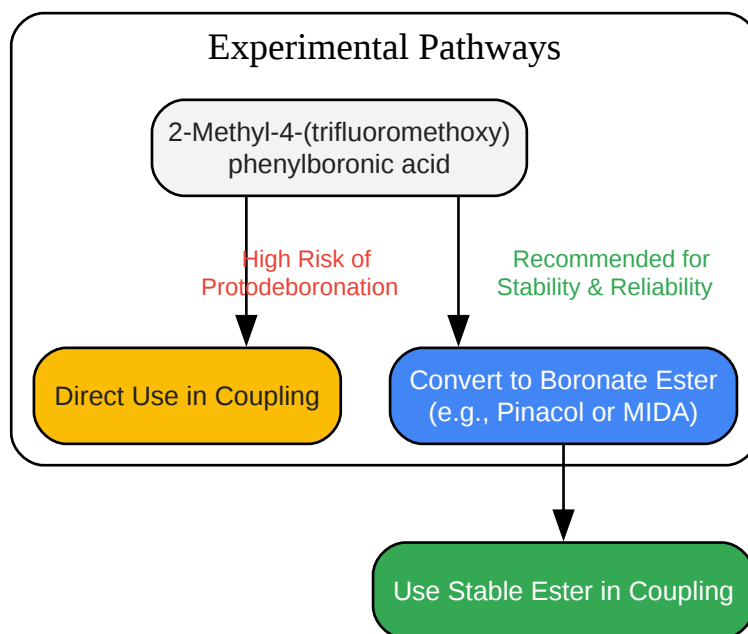 Experimental Pathways
2-Methyl-4-(trifluoromethoxy)
phenylboronic acid
High Risk of
Protodeboronation
Recommended for
Stability & Reliability
Direct Use in Coupling
Convert to Boronate Ester
(e.g., Pinacol or MIDA)
Use Stable Ester in Coupling